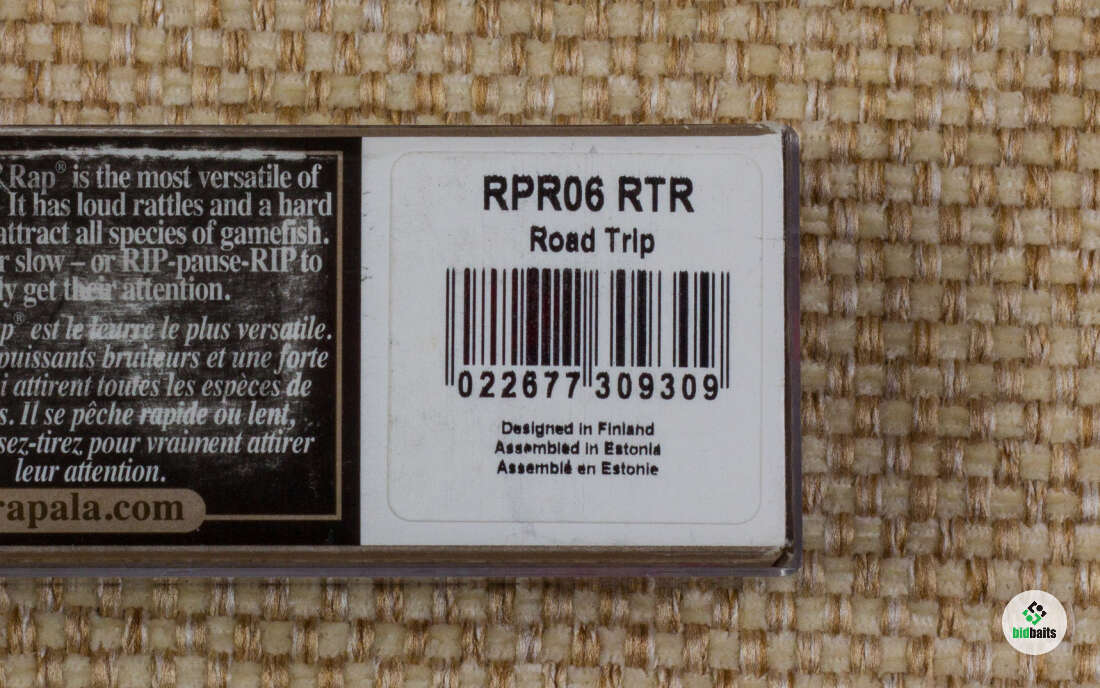 Rap® is the most versatile of
It has loud rattles and a hard
attract all species of gamefish.
slow – or RIP-pause-RIP to
get their attention.
est le leurre le plus versatile.
puissants bruiteurs et une forte
attirent toutes les espèces de
Il se pêche rapide ou lent,
pour vraiment attirer
leur attention.
rapala.com
RPR06 RTR
Road Trip
022677 309309
Designed in Finland
Assembled in Estonia
Assemblé en Estonie
bidbaits